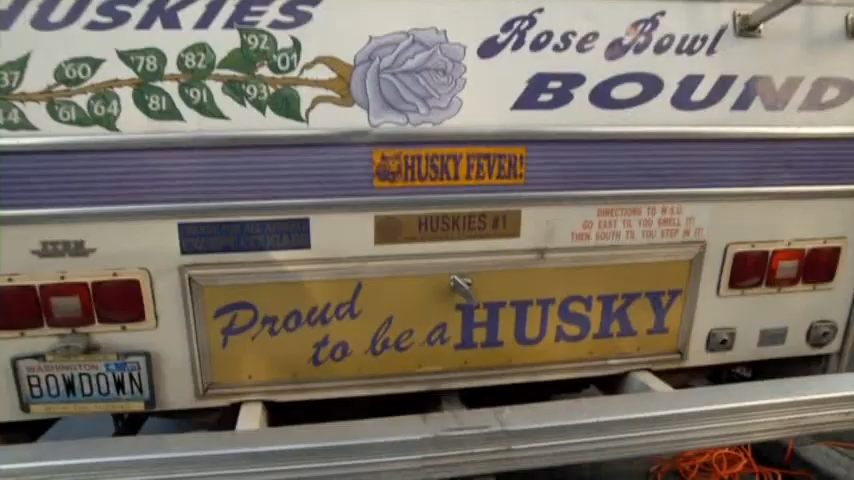 HUSKIES
Rose Bowl
BOUND
'92
'60 '78 '82 '01
37
44 '61 '64 '81 '91 '93
HUSKY FEVER!
HUSKIES #1
DIRECTIONS TO W.S.U.
GO EAST TIL YOU SMELL IT
THEN SOUTH TIL YOU STEP IN IT
Proud
to be a HUSKY
WASHINGTON
BOWDOWN